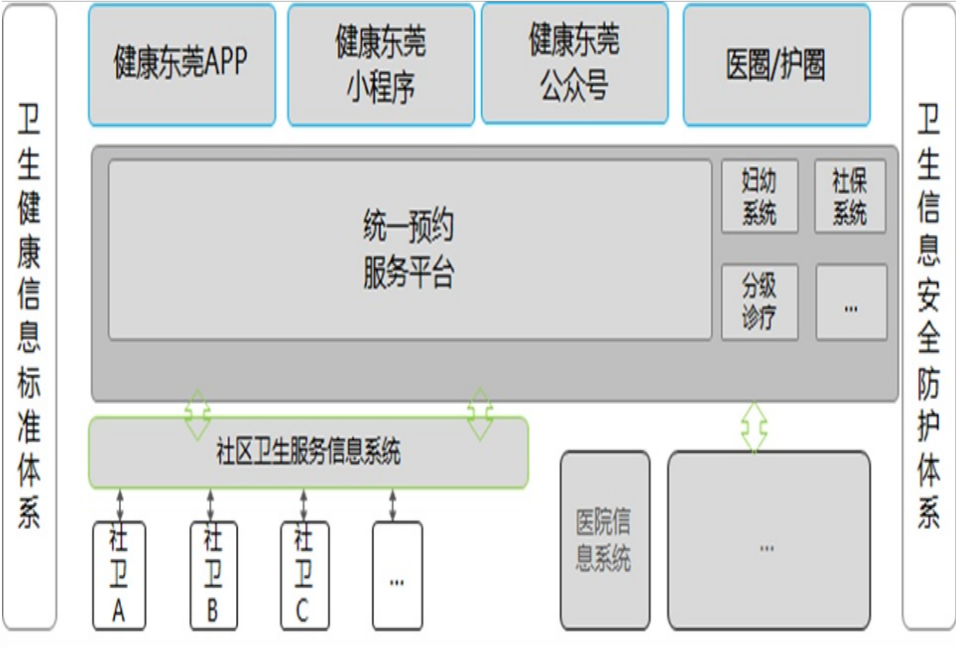 卫生健康信息标准体系
健康东莞APP
健康东莞
小程序
健康东莞
公众号
医圈/护圈
卫生信息安全防护体系
统一预约
服务平台
妇幼
系统
社保
系统
分级
诊疗
...
社区卫生服务信息系统
社卫A
社卫B
社卫C
...
医院信
息系统
...